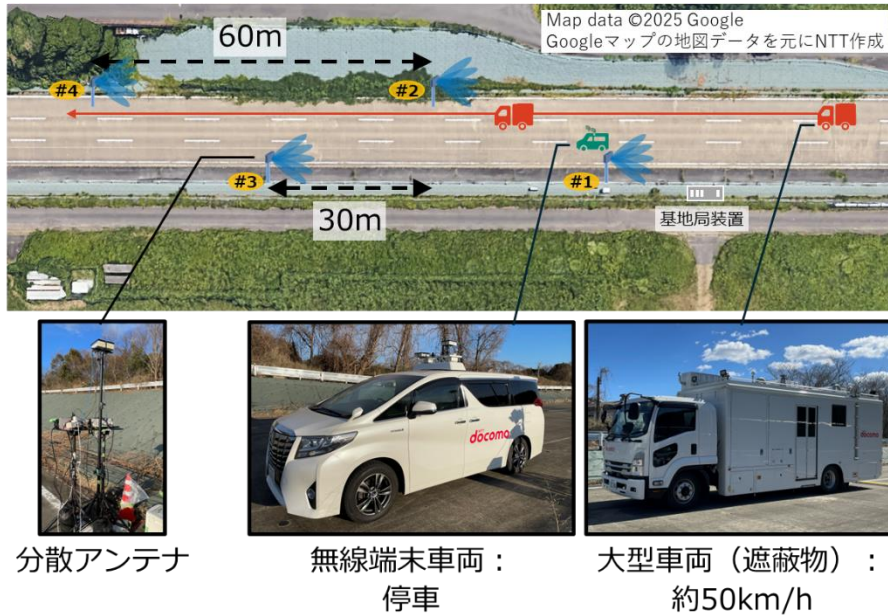 Map data ©2025 Google
Googleマップの地図データを元にNTT作成
60m
#4
#2
#3
#1
30m
基地局装置
docomo
docomo
分散アンテナ
無線端末車両：
停車
大型車両（遮蔽物）：
約50km/h